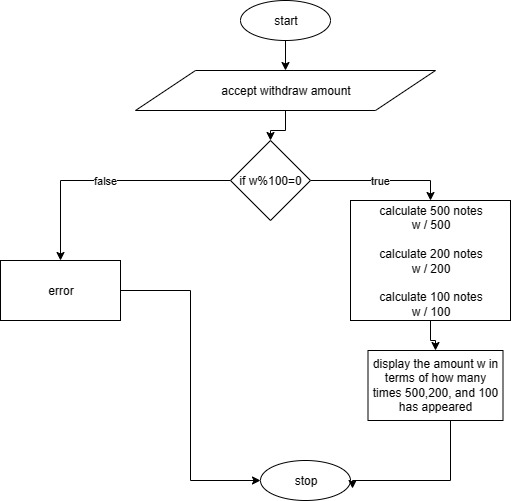 start
accept withdraw amount
if w%100=0
false
true
calculate 500 notes
w / 500
calculate 200 notes
w / 200
calculate 100 notes
w / 100
error
display the amount w in
terms of how many
times 500,200, and 100
has appeared
stop